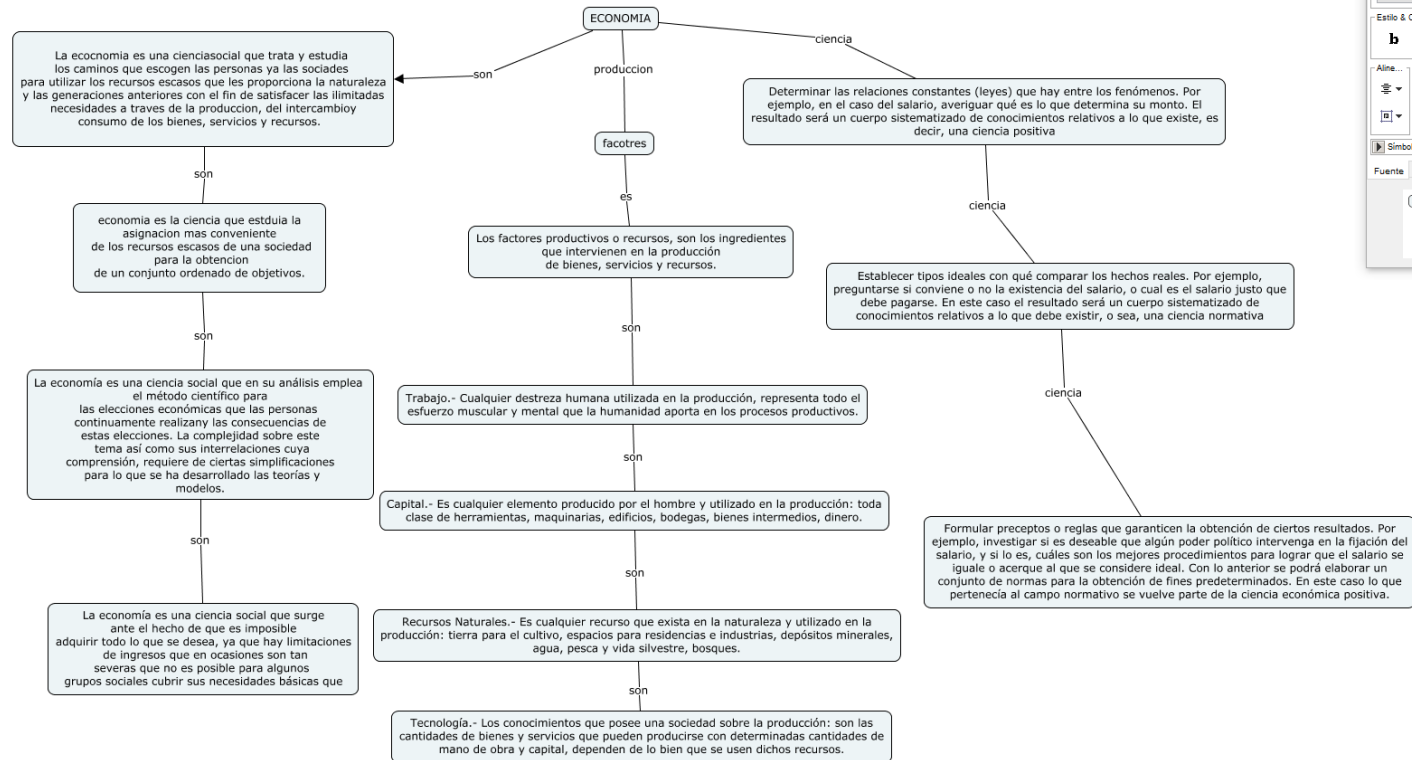 ECONOMIA
son
produccion
ciencia
La ecocnomia es una cienciasocial que trata y estudia
los caminos que escogen las personas ya las sociades
para utilizar los recursos escasos que les proporciona la naturaleza
y las generaciones anteriores con el fin de satisfacer las ilimitadas
necesidades a traves de la produccion, del intercambioy
consumo de los bienes, servicios y recursos.
son
economia es la ciencia que estduia la
asignacion mas conveniente
de los recursos escasos de una sociedad
para la obtencion
de un conjunto ordenado de objetivos.
son
La economía es una ciencia social que en su análisis emplea
el método científico para
las elecciones económicas que las personas
continuamente realizany las consecuencias de
estas elecciones. La complejidad sobre este
tema así como sus interrelaciones cuya
comprensión, requiere de ciertas simplificaciones
para lo que se ha desarrollado las teorías y
modelos.
son
La economía es una ciencia social que surge
ante el hecho de que es imposible
adquirir todo lo que se desea, ya que hay limitaciones
de ingresos que en ocasiones son tan
severas que no es posible para algunos
grupos sociales cubrir sus necesidades básicas que
facotres
es
Los factores productivos o recursos, son los ingredientes
que intervienen en la producción
de bienes, servicios y recursos.
son
Trabajo.- Cualquier destreza humana utilizada en la producción, representa todo el
esfuerzo muscular y mental que la humanidad aporta en los procesos productivos.
son
Capital.- Es cualquier elemento producido por el hombre y utilizado en la producción: toda
clase de herramientas, maquinarias, edificios, bodegas, bienes intermedios, dinero.
son
Recursos Naturales.- Es cualquier recurso que exista en la naturaleza y utilizado en la
producción: tierra para el cultivo, espacios para residencias e industrias, depósitos minerales,
agua, pesca y vida silvestre, bosques.
son
Tecnología.- Los conocimientos que posee una sociedad sobre la producción: son las
cantidades de bienes y servicios que pueden producirse con determinadas cantidades de
mano de obra y capital, dependen de lo bien que se usen dichos recursos.
Determinar las relaciones constantes (leyes) que hay entre los fenómenos. Por
ejemplo, en el caso del salario, averiguar qué es lo que determina su monto. El
resultado será un cuerpo sistematizado de conocimientos relativos a lo que existe, es
decir, una ciencia positiva
ciencia
Establecer tipos ideales con qué comparar los hechos reales. Por ejemplo,
preguntarse si conviene o no la existencia del salario, o cual es el salario justo que
debe pagarse. En este caso el resultado será un cuerpo sistematizado de
conocimientos relativos a lo que debe existir, o sea, una ciencia normativa
ciencia
Formular preceptos o reglas que garanticen la obtención de ciertos resultados. Por
ejemplo, investigar si es deseable que algún poder político intervenga en la fijación del
salario, y si lo es, cuáles son los mejores procedimientos para lograr que el salario se
iguale o acerque al que se considere ideal. Con lo anterior se podrá elaborar un
conjunto de normas para la obtención de fines predeterminados. En este caso lo que
pertenecía al campo normativo se vuelve parte de la ciencia económica positiva.
Estilo &
b
Aline...
Fuente